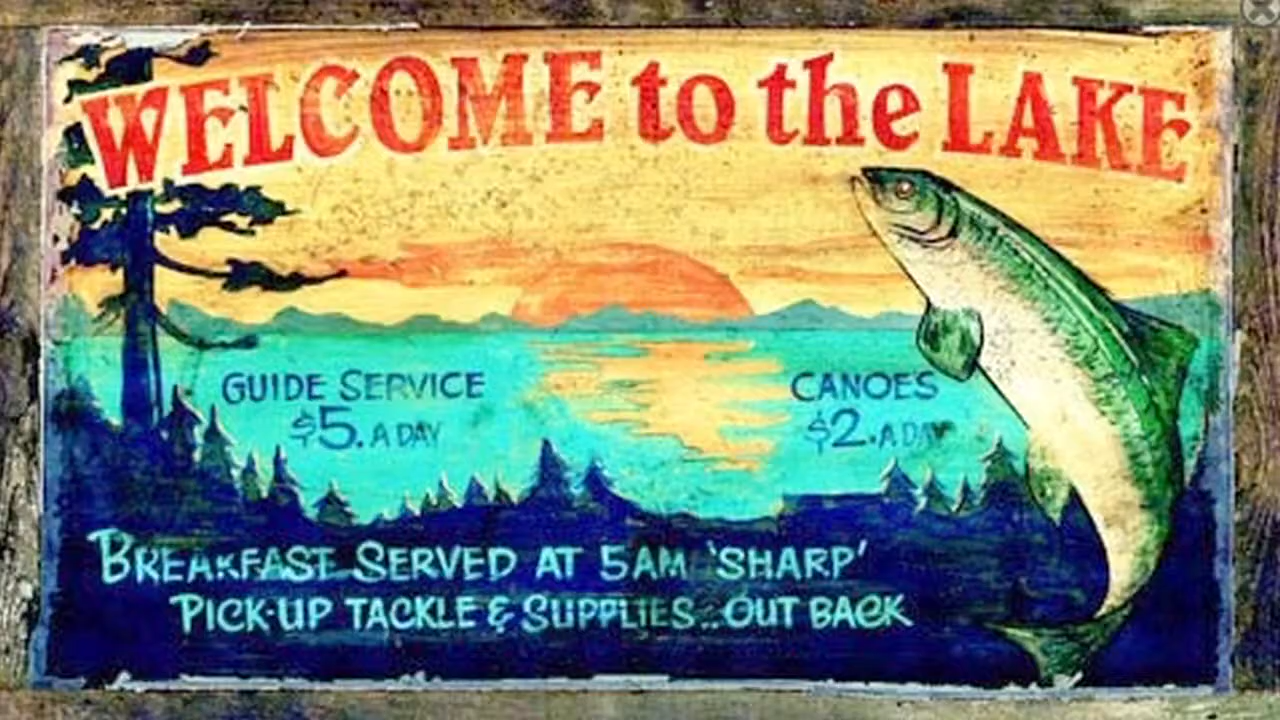 WELCOME to the LAKE
GUIDE SERVICE
$5. A DAY
CANOES
$2. A DAY
BREAKFAST SERVED AT 5AM 'SHARP'
PICK-UP TACKLE & SUPPLIES..OUT BACK